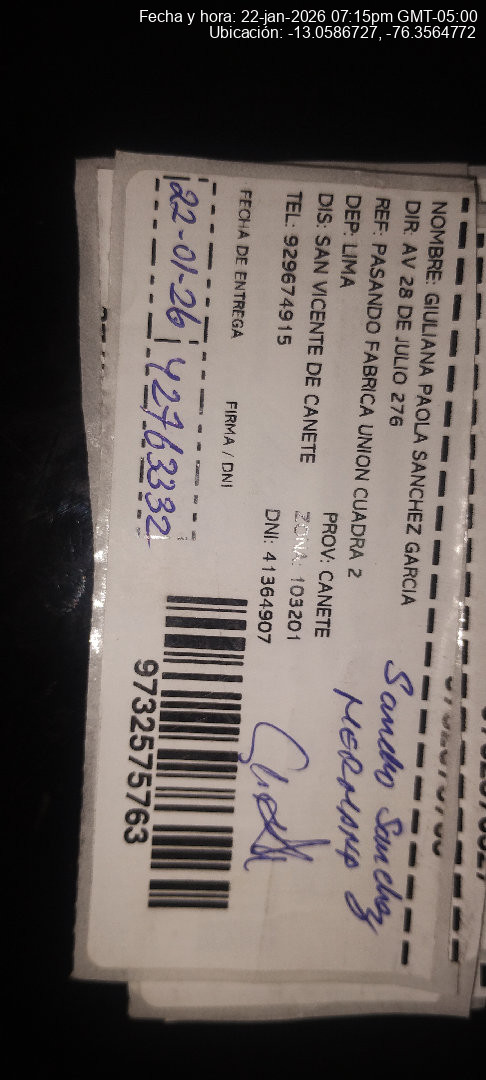 Fecha y hora: 22-jan-2026 07:15pm GMT-05:00
Ubicación: -13.0586727, -76.3564772
NOMBRE: GIULIANA PAOLA SANCHEZ GARCIA
DIR: AV 28 DE JULIO 276
REF: PASANDO FABRICA UNION CUADRA 2
DEP: LIMA PROV: CANETE
DIS: SAN VICENTE DE CANETE ZONA: 103201
TEL: 929674915 DNI: 41364907
Sandro Sanchez
HERMANO
FECHA DE ENTREGA FIRMA / DNI
22-01-26 42763332
9732575763